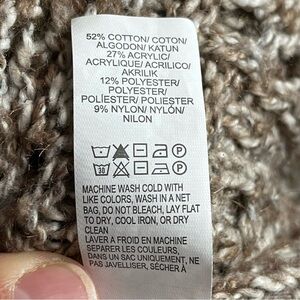 52% COTTON/ COTON/
ALGODON/ KATUN
27% ACRYLIC/
ACRYLIQUE/ ACRILICO/
AKRILIK
12% POLYESTER/
POLYESTER/
POLIESTER/ POLIESTER
9% NYLON/ NYLON/
NILON
30
MACHINE WASH COLD WITH
LIKE COLORS, WASH IN A NET
BAG, DO NOT BLEACH, LAY FLAT
TO DRY, COOL IRON, OR DRY
CLEAN
LAVER A FROID EN MACHINE
SEPARER LES COULEURS,
DANS UN SAC UNIQUEMENT, NE
PAS JAVELLISER, SÉCHER À